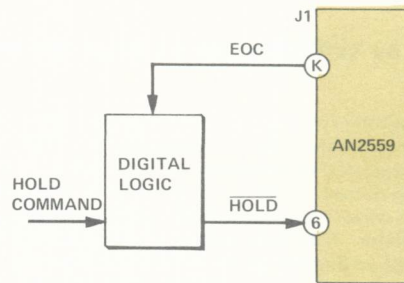 J1
EOC
K
AN2559
DIGITAL
LOGIC
HOLD
COMMAND
HOLD
6